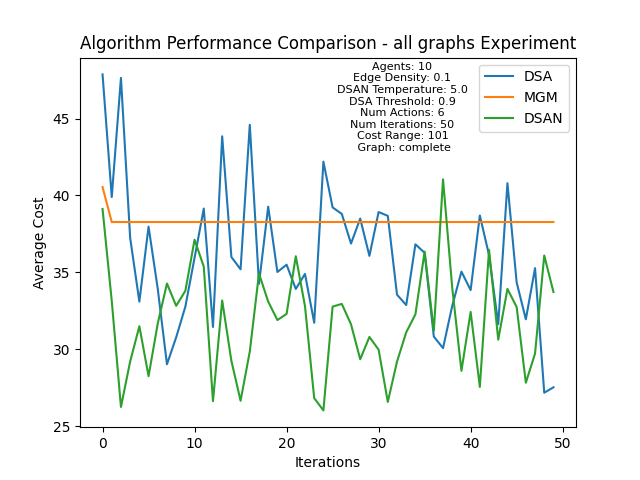 Algorithm Performance Comparison - all graphs Experiment
Agents: 10
Edge Density: 0.1
DSAN Temperature: 5.0
DSA Threshold: 0.9
Num Actions: 6
Num Iterations: 50
Cost Range: 101
Graph: complete
DSA
MGM
DSAN
Average Cost
45
40
35
30
25
0 10 20 30 40 50
Iterations